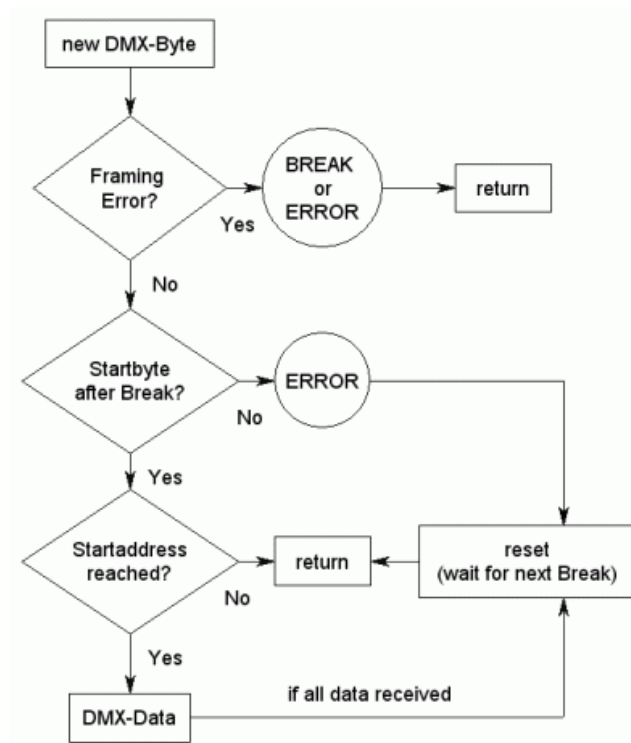 new DMX-Byte
Framing
Error?
BREAK
or
ERROR
return
Yes
No
Startbyte
after Break?
ERROR
No
Yes
Startaddress
reached?
return
reset
(wait for next Break)
No
Yes
if all data received
DMX-Data